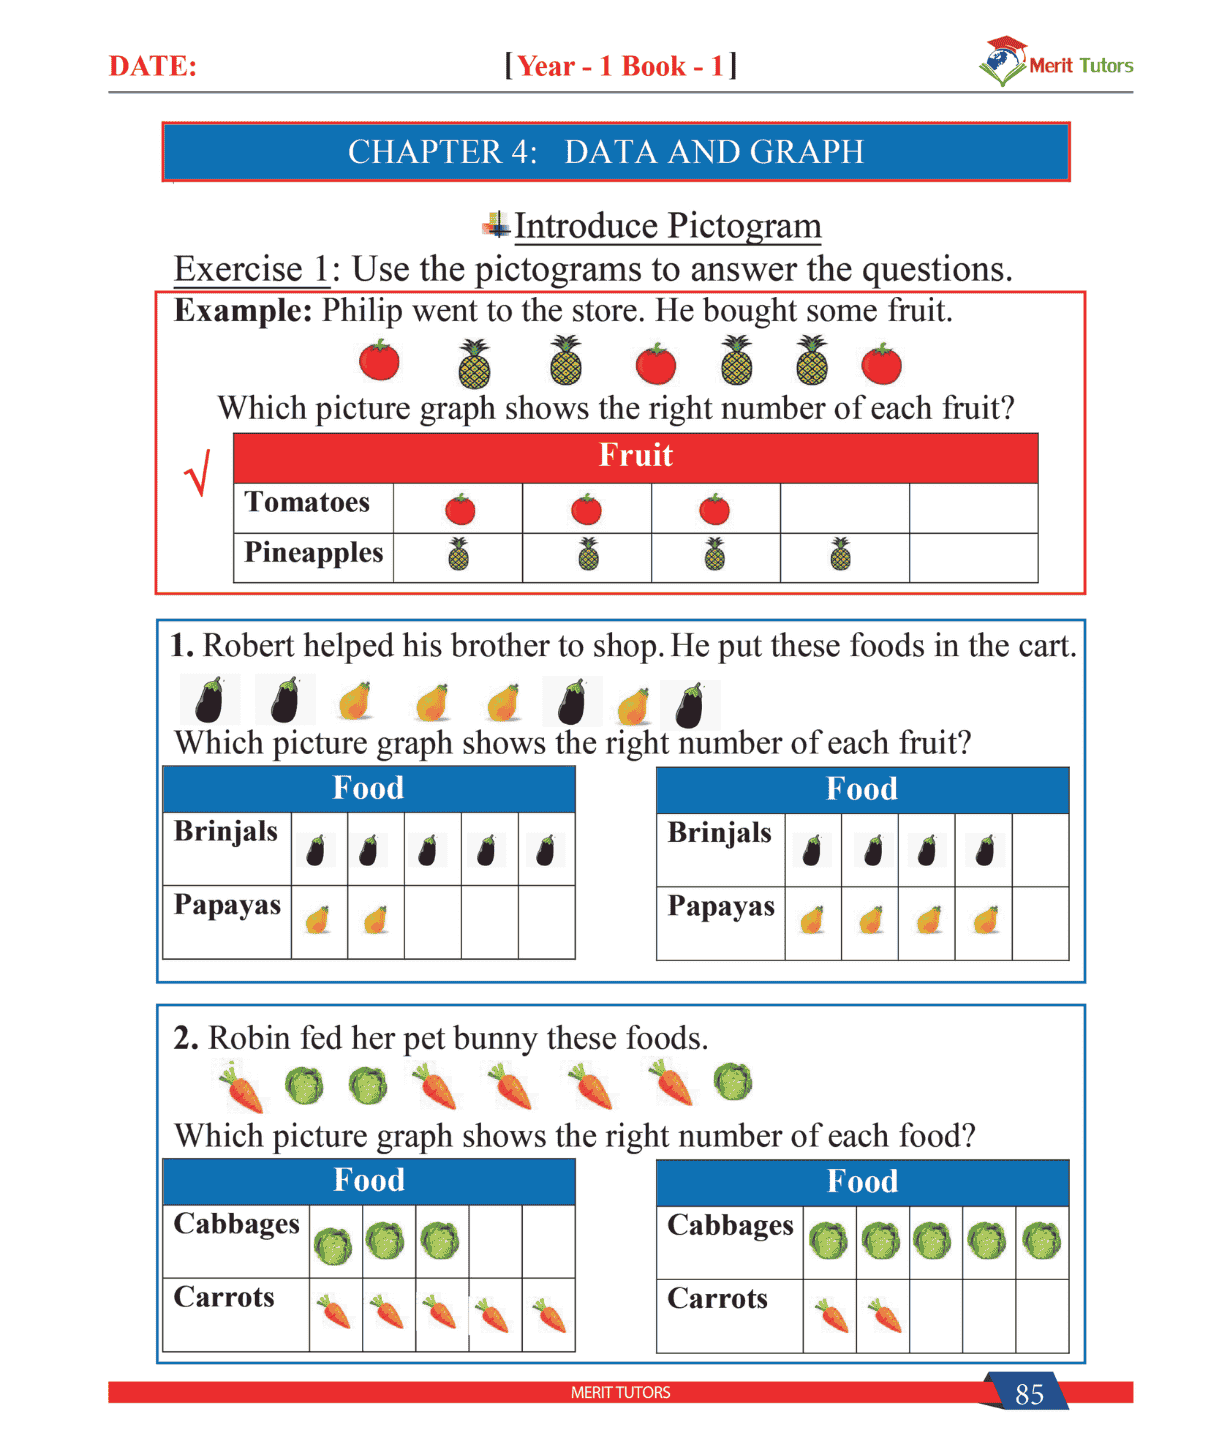 DATE:
[Year - 1 Book - 1]
Merit Tutors
CHAPTER 4: DATA AND GRAPH
Introduce Pictogram
Exercise 1: Use the pictograms to answer the questions.
Example: Philip went to the store. He bought some fruit.
Which picture graph shows the right number of each fruit?
√
Fruit
Tomatoes
Pineapples
1. Robert helped his brother to shop. He put these foods in the cart.
Which picture graph shows the right number of each fruit?
Food
Brinjals
Papayas
Food
Brinjals
Papayas
2. Robin fed her pet bunny these foods.
Which picture graph shows the right number of each food?
Food
Cabbages
Carrots
Food
Cabbages
Carrots
MERIT TUTORS
85